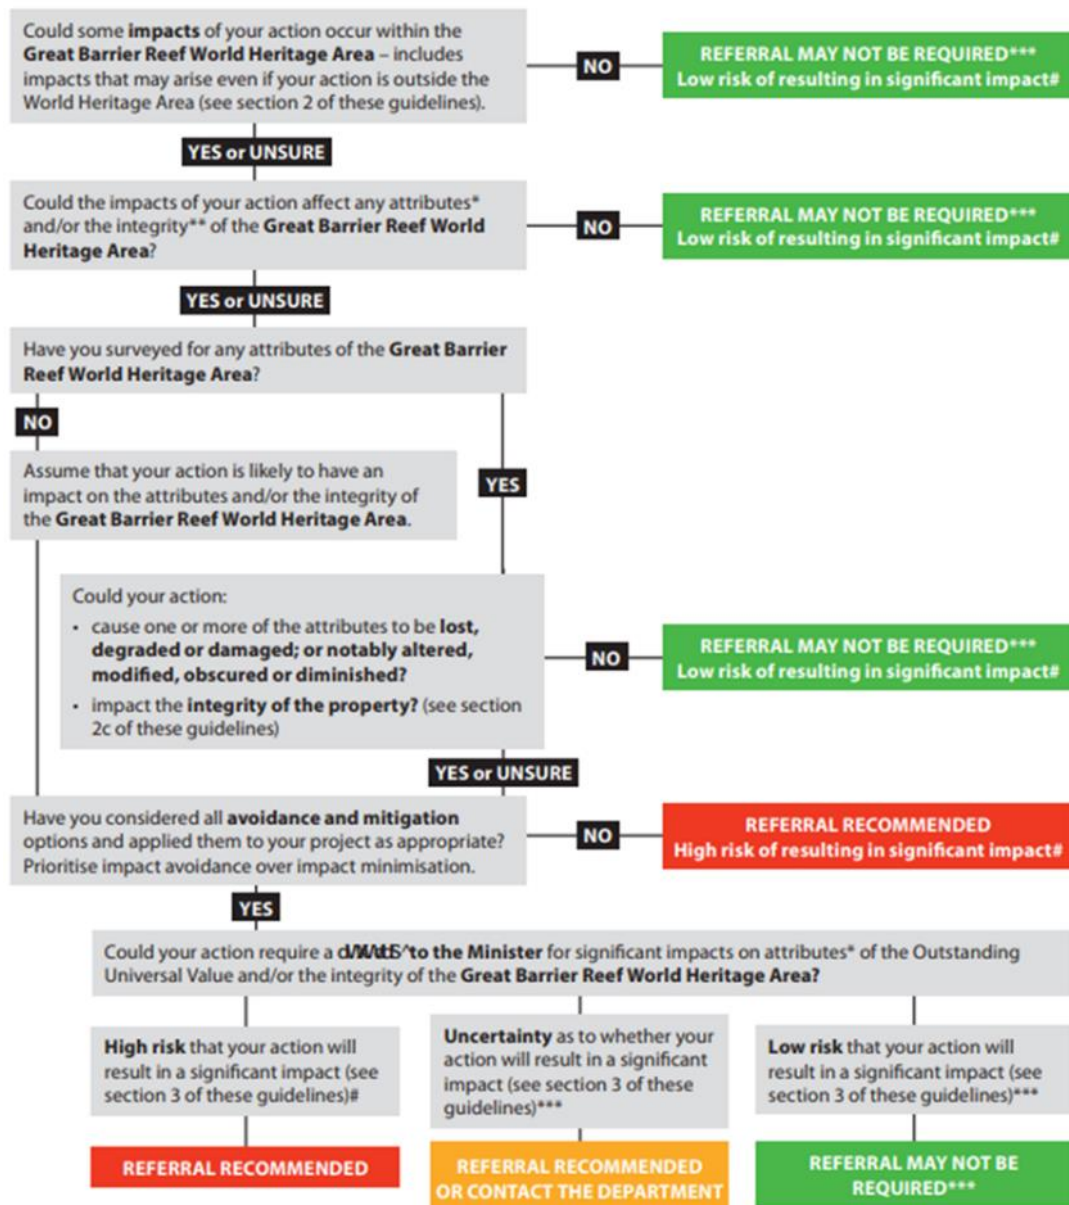 Could some impacts of your action occur within the
Great Barrier Reef World Heritage Area – includes
impacts that may arise even if your action is outside the
World Heritage Area (see section 2 of these guidelines).
NO
REFERRAL MAY NOT BE REQUIRED***
Low risk of resulting in significant impact#
YES or UNSURE
Could the impacts of your action affect any attributes*
and/or the integrity** of the Great Barrier Reef World
Heritage Area?
NO
REFERRAL MAY NOT BE REQUIRED***
Low risk of resulting in significant impact#
YES or UNSURE
Have you surveyed for any attributes of the Great Barrier
Reef World Heritage Area?
NO
Assume that your action is likely to have an
impact on the attributes and/or the integrity of
the Great Barrier Reef World Heritage Area.
YES
Could your action:
• cause one or more of the attributes to be lost,
degraded or damaged; or notably altered,
modified, obscured or diminished?
• impact the integrity of the property? (see section
2c of these guidelines)
NO
REFERRAL MAY NOT BE REQUIRED***
Low risk of resulting in significant impact#
YES or UNSURE
Have you considered all avoidance and mitigation
options and applied them to your project as appropriate?
Prioritise impact avoidance over impact minimisation.
NO
REFERRAL RECOMMENDED
High risk of resulting in significant impact#
YES
Could your action require a to the Minister for significant impacts on attributes* of the Outstanding
Universal Value and/or the integrity of the Great Barrier Reef World Heritage Area?
High risk that your action will
result in a significant impact (see
section 3 of these guidelines)#
REFERRAL RECOMMENDED
Uncertainty as to whether your
action will result in a significant
impact (see section 3 of these
guidelines)***
REFERRAL RECOMMENDED
OR CONTACT THE DEPARTMENT
Low risk that your action will
result in a significant impact (see
section 3 of these guidelines)***
REFERRAL MAY NOT BE
REQUIRED***